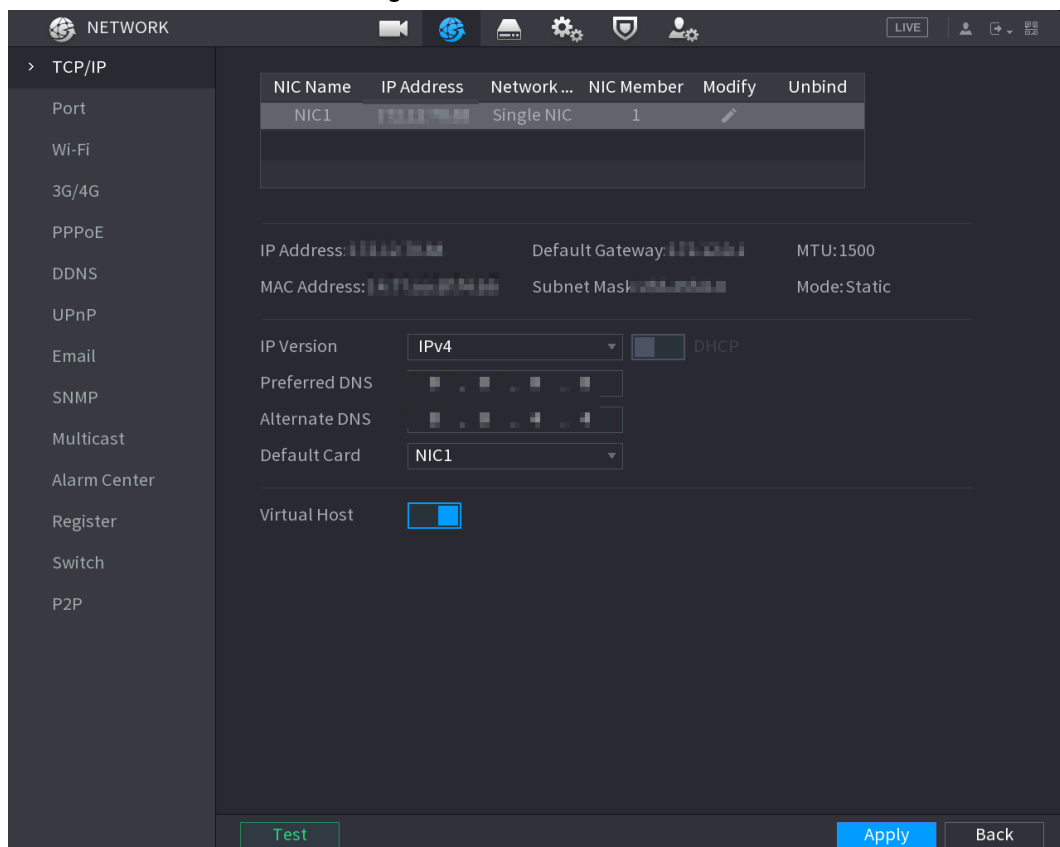 NETWORK LIVE
TCP/IP
Port
Wi-Fi
3G/4G
PPPoE
DDNS
UPnP
Email
SNMP
Multicast
Alarm Center
Register
Switch
P2P
NIC Name IP Address Network ... NIC Member Modify Unbind
NIC1 Single NIC 1
IP Address: Default Gateway: MTU:1500
MAC Address: Subnet Mask Mode:Static
IP Version IPv4 DHCP
Preferred DNS
Alternate DNS
Default Card NIC1
Virtual Host
Test Apply Back